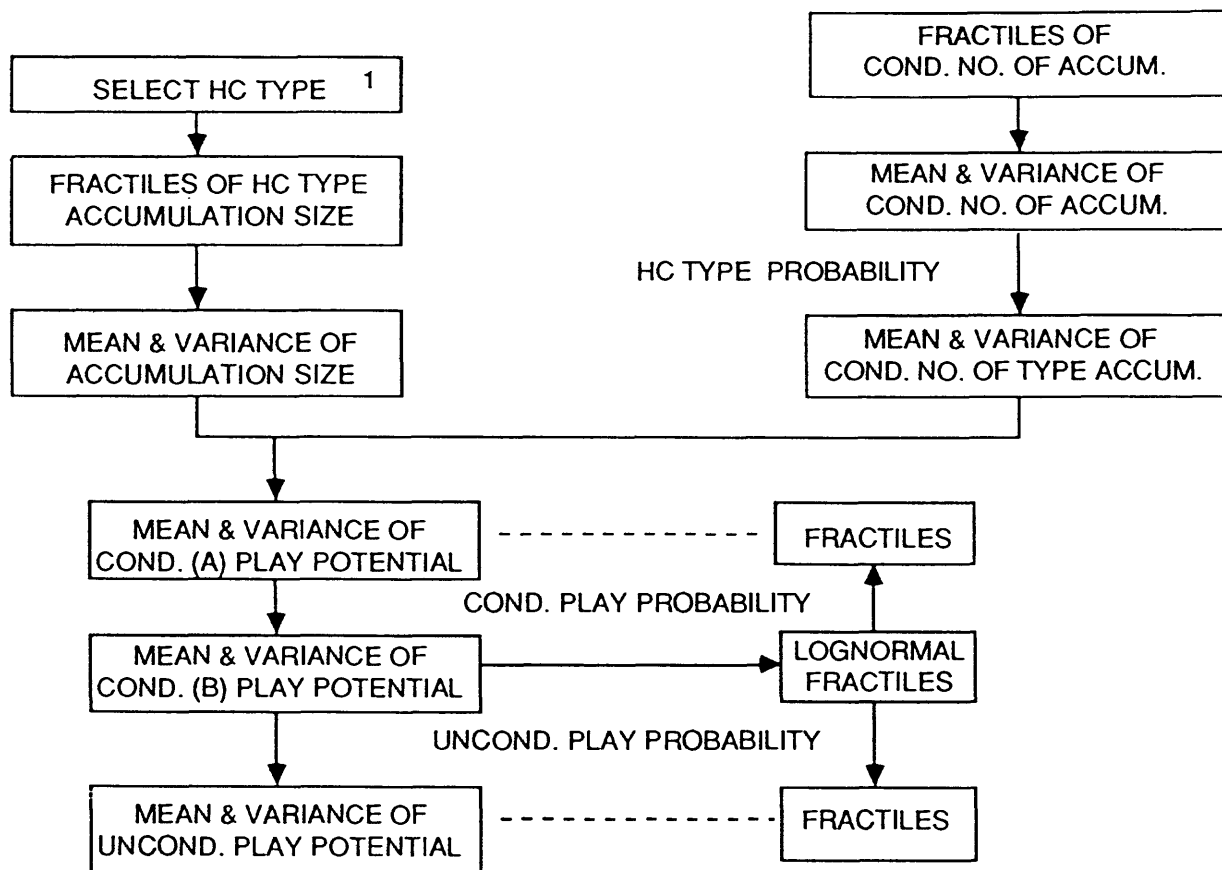 FRACTILES OF
COND. NO. OF ACCUM.
SELECT HC TYPE 1
FRACTILES OF HC TYPE
ACCUMULATION SIZE
MEAN & VARIANCE OF
COND. NO. OF ACCUM.
HC TYPE PROBABILITY
MEAN & VARIANCE OF
ACCUMULATION SIZE
MEAN & VARIANCE OF
COND. NO. OF TYPE ACCUM.
MEAN & VARIANCE OF
COND. (A) PLAY POTENTIAL
FRACTILES
COND. PLAY PROBABILITY
MEAN & VARIANCE OF
COND. (B) PLAY POTENTIAL
LOGNORMAL
FRACTILES
UNCOND. PLAY PROBABILITY
MEAN & VARIANCE OF
UNCOND. PLAY POTENTIAL
FRACTILES